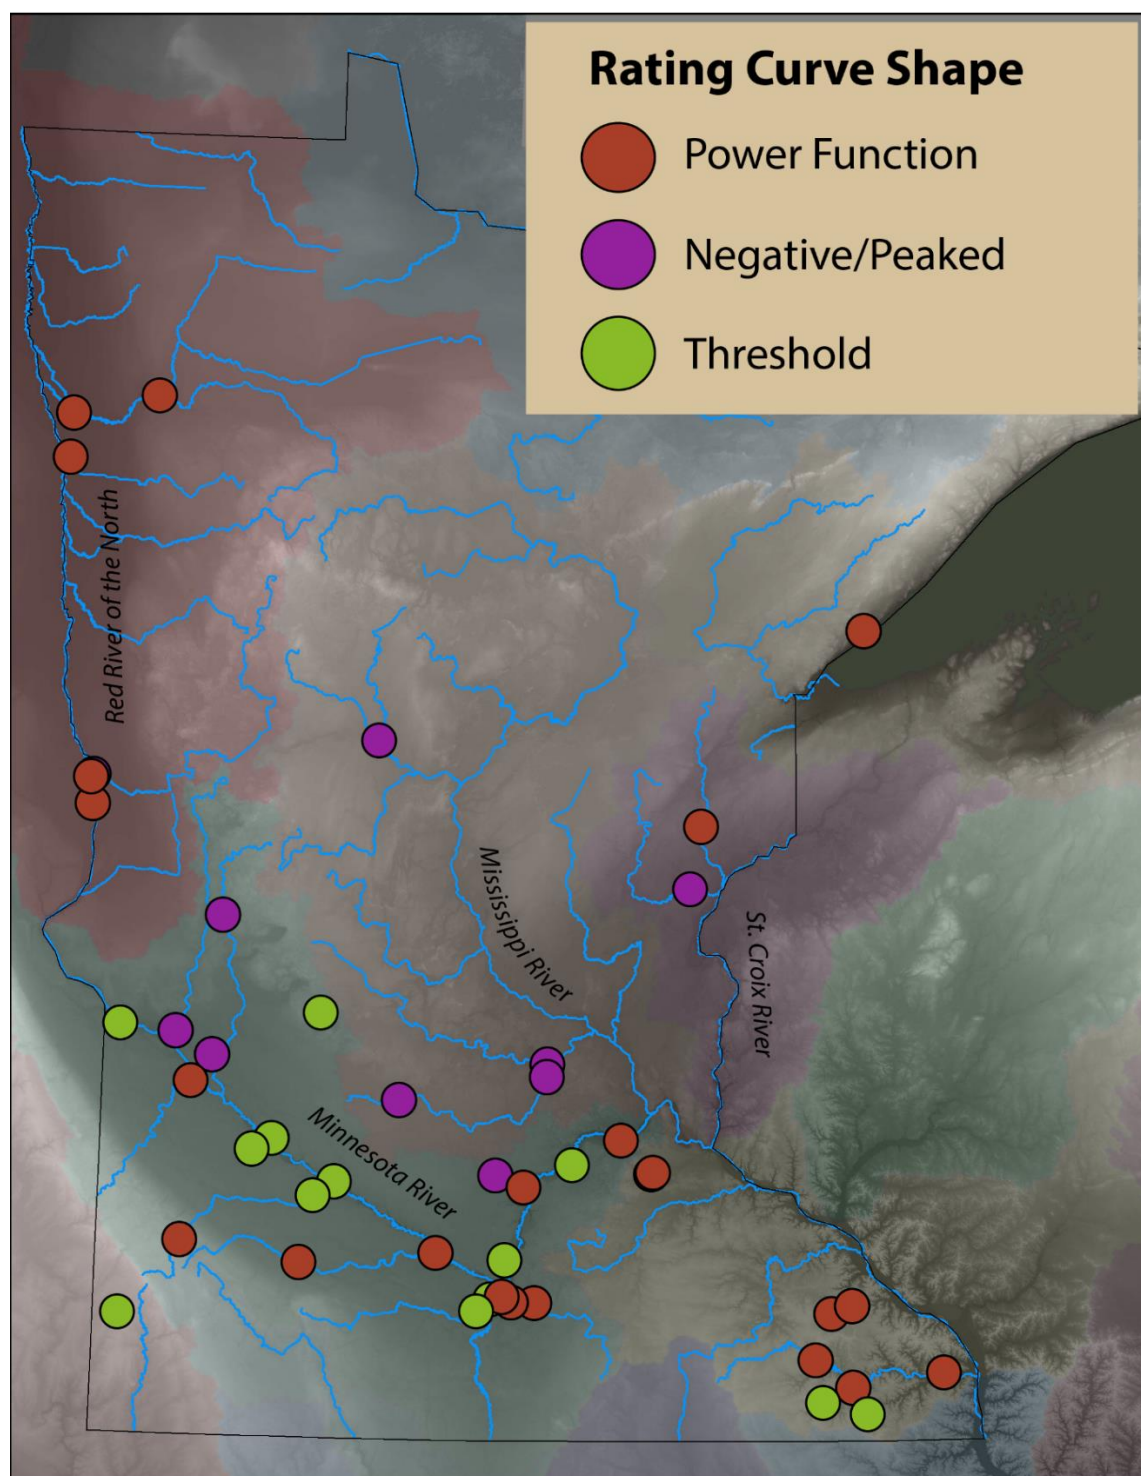 Rating Curve Shape
Power Function
Negative/Peaked
Threshold
Red River of the North
Mississippi River
St. Croix River
Minnesota River